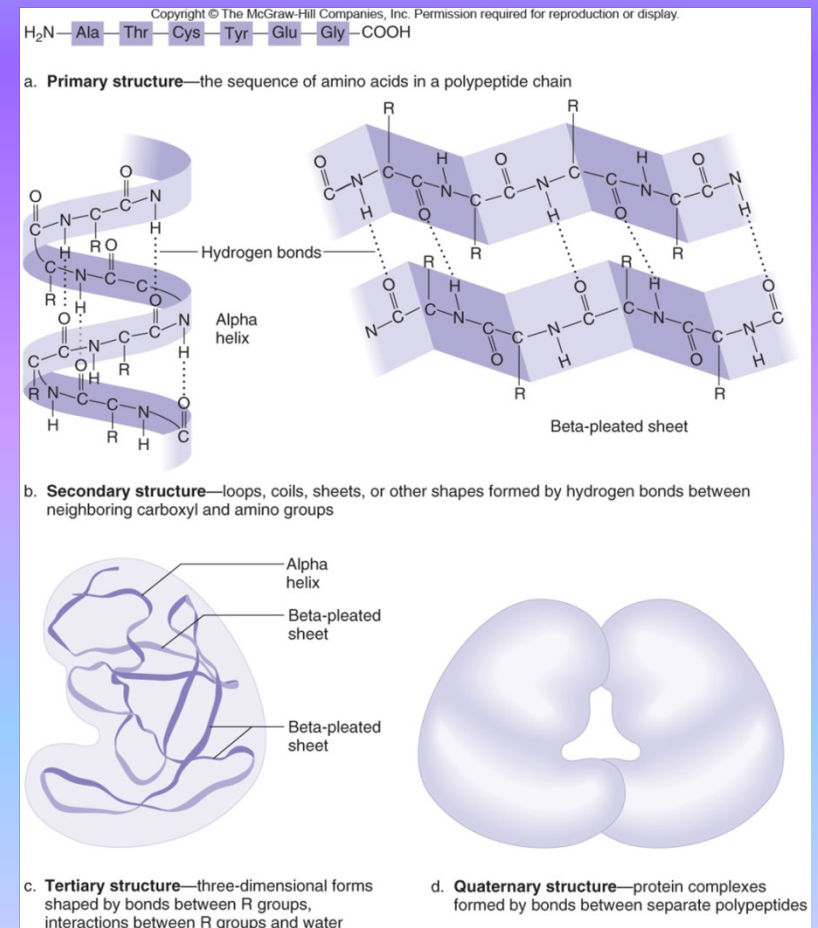 Copyright © The McGraw-Hill Companies, Inc. Permission required for reproduction or display.
H₂N—Ala—Thr—Cys—Tyr—Glu—Gly—COOH
a. Primary structure—the sequence of amino acids in a polypeptide chain
Hydrogen bonds
Alpha
helix
Beta-pleated sheet
b. Secondary structure—loops, coils, sheets, or other shapes formed by hydrogen bonds between
neighboring carboxyl and amino groups
Alpha
helix
Beta-pleated
sheet
Beta-pleated
sheet
c. Tertiary structure—three-dimensional forms
shaped by bonds between R groups,
interactions between R groups and water
d. Quaternary structure—protein complexes
formed by bonds between separate polypeptides